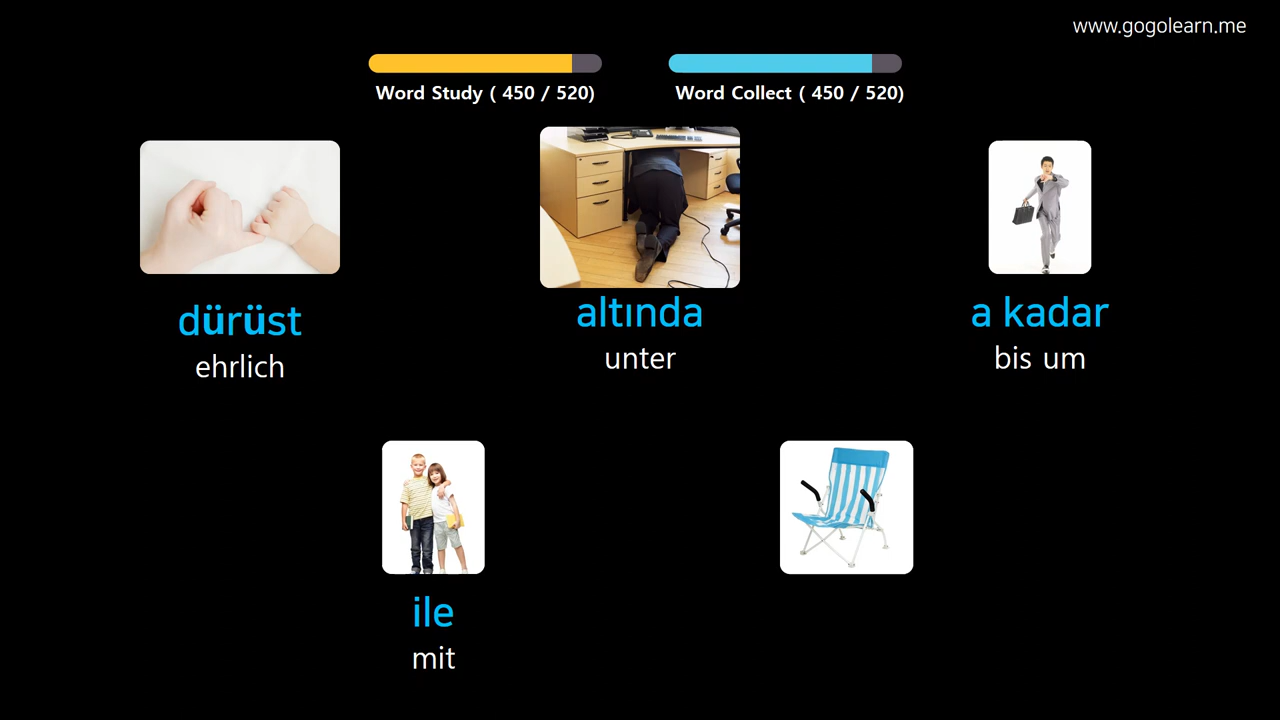 www.gogolearn.me
Word Study ( 450 / 520)
Word Collect ( 450 / 520)
dürüst
ehrlich
altında
unter
a kadar
bis um
ile
mit